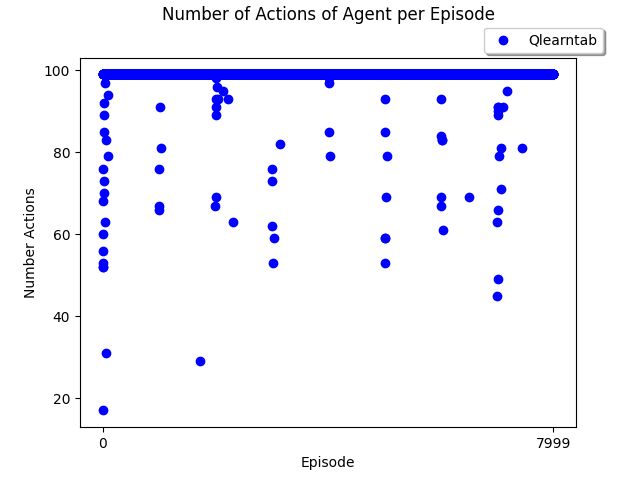 Number of Actions of Agent per Episode
Qlearntab
100
80
60
40
20
Number Actions
0
7999
Episode